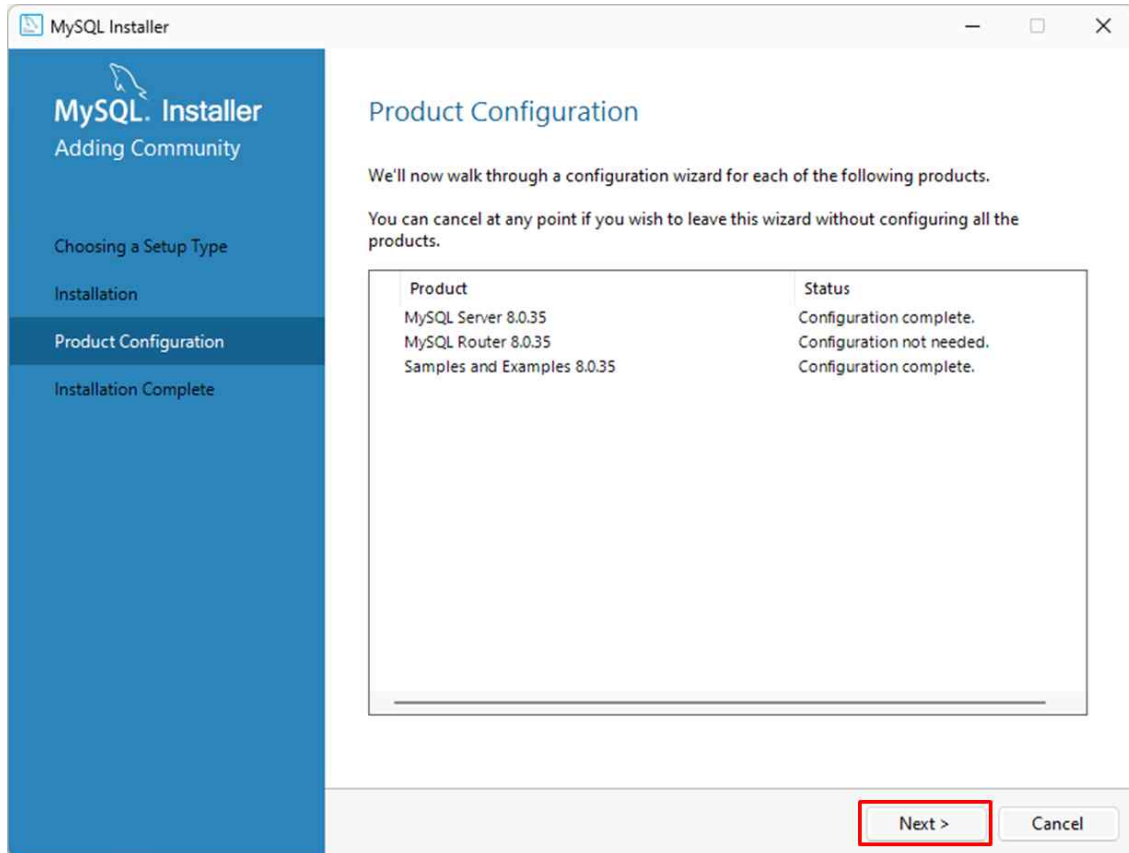 MySQL Installer
MySQL. Installer
Adding Community
Choosing a Setup Type
Installation
Product Configuration
Installation Complete
Product Configuration
We'll now walk through a configuration wizard for each of the following products.
You can cancel at any point if you wish to leave this wizard without configuring all the
products.
Product Status
MySQL Server 8.0.35 Configuration complete.
MySQL Router 8.0.35 Configuration not needed.
Samples and Examples 8.0.35 Configuration complete.
Next > Cancel